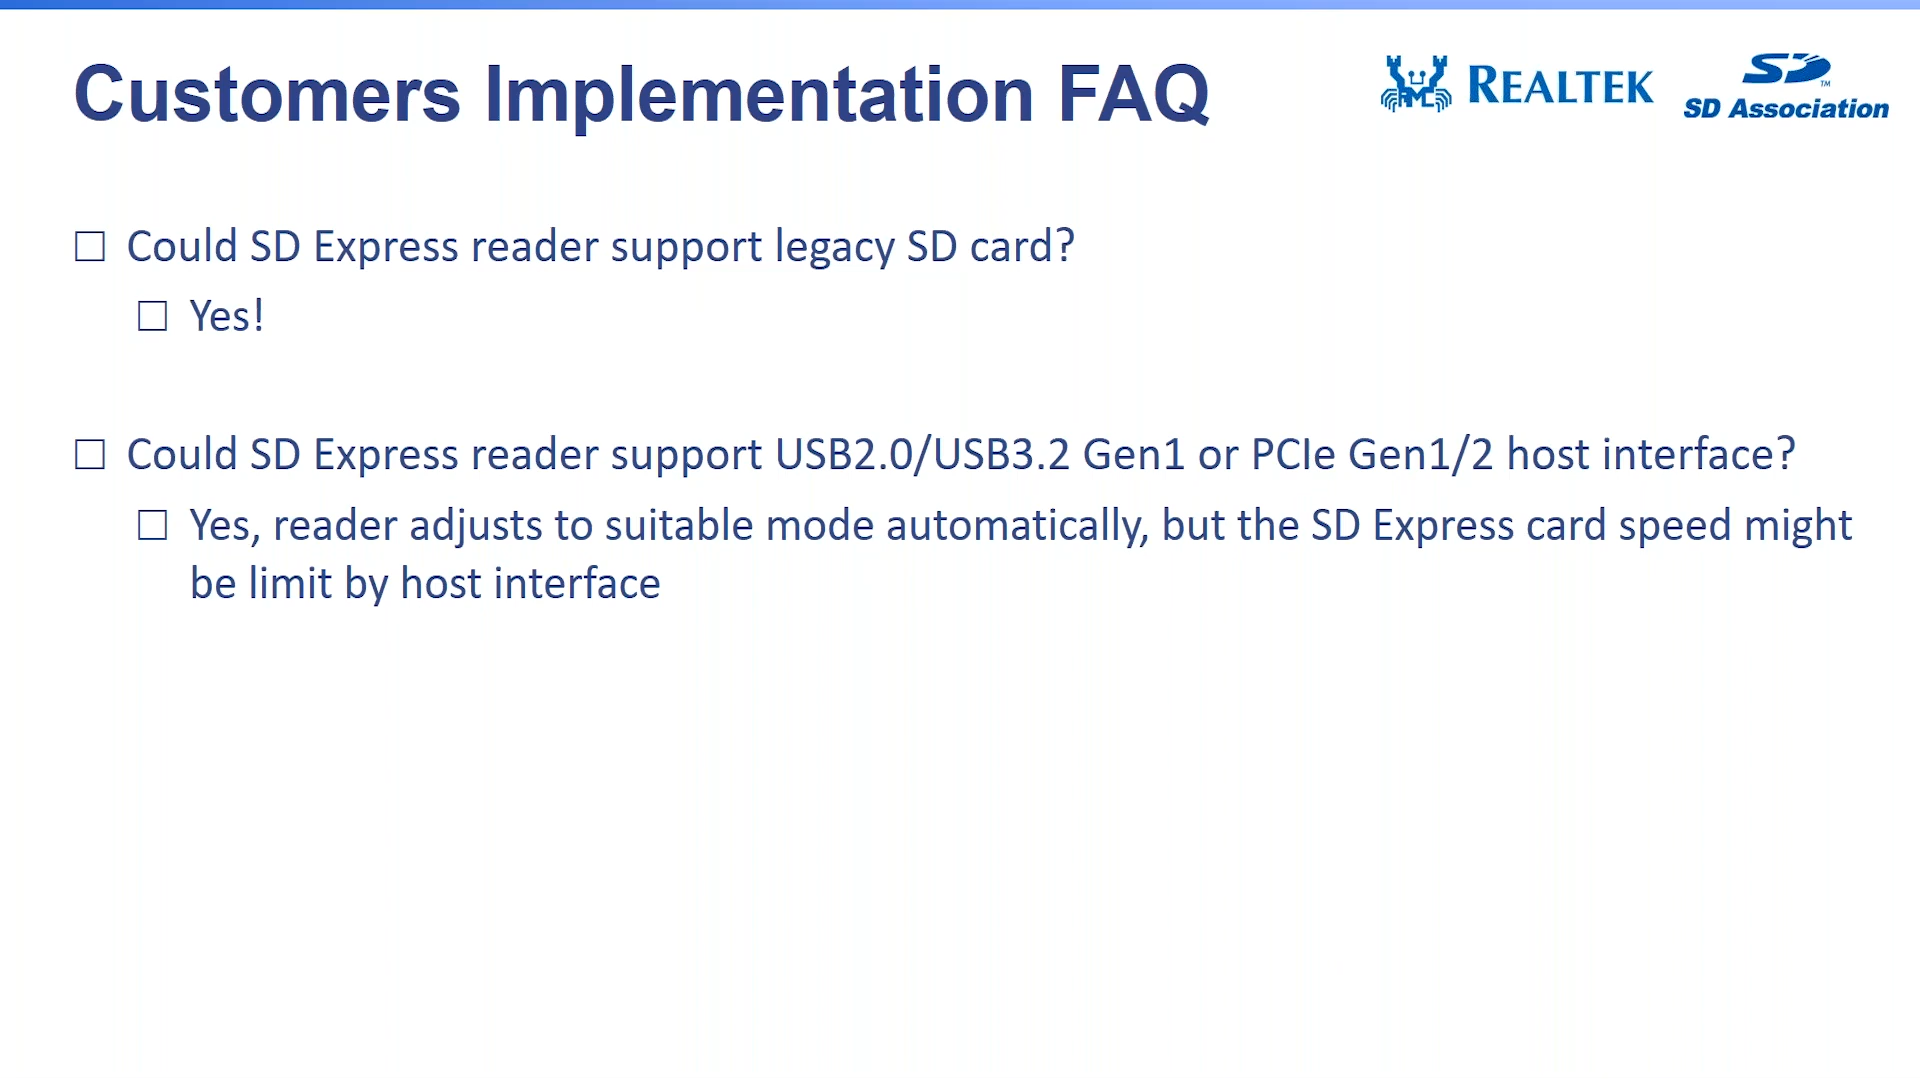 Customers Implementation FAQ
REALTEK
SD
TM
SD Association
Could SD Express reader support legacy SD card?
Yes!
Could SD Express reader support USB2.0/USB3.2 Gen1 or PCIe Gen1/2 host interface?
Yes, reader adjusts to suitable mode automatically, but the SD Express card speed might
be limit by host interface